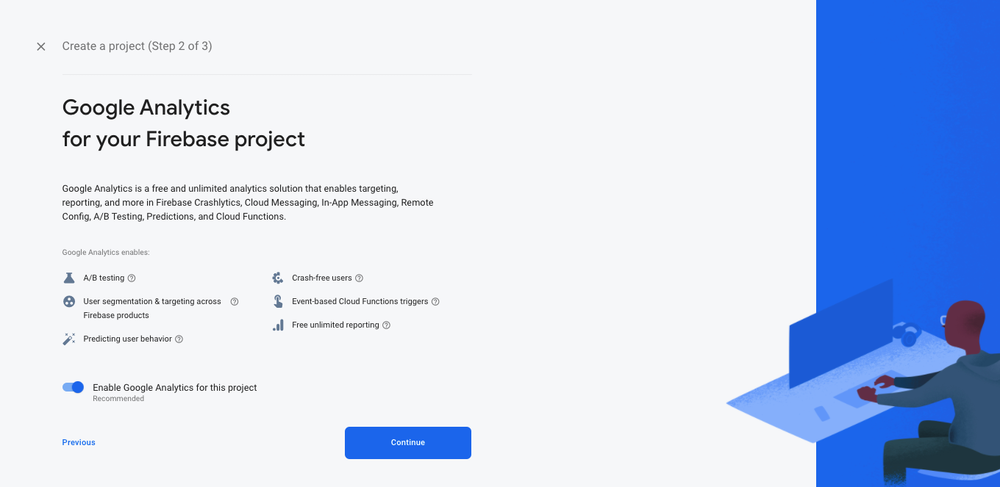 Create a project (Step 2 of 3)
Google Analytics
for your Firebase project
Google Analytics is a free and unlimited analytics solution that enables targeting,
reporting, and more in Firebase Crashlytics, Cloud Messaging, In-App Messaging, Remote
Config, A/B Testing, Predictions, and Cloud Functions.
Google Analytics enables:
A/B testing
User segmentation & targeting across
Firebase products
Predicting user behavior
Crash-free users
Event-based Cloud Functions triggers
Free unlimited reporting
Enable Google Analytics for this project
Recommended
Previous
Continue